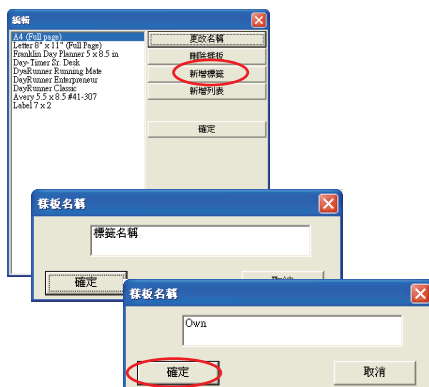 編輯
A4 (Full page)
Letter 8" x 11" (Full Page)
Franklin Day Planner 5 x 8.5 in
Day-Timer Sr. Desk
DyaRunner Running Mate
DayRunner Enterpreneur
DayRunner Classic
Avery 5.5 x 8.5 #41-307
Label 7 x 2
更改名稱
刪除樣板
新增標籤
新增列表
確定
樣板名稱
標籤名稱
確定
樣板名稱
Own
確定
取消